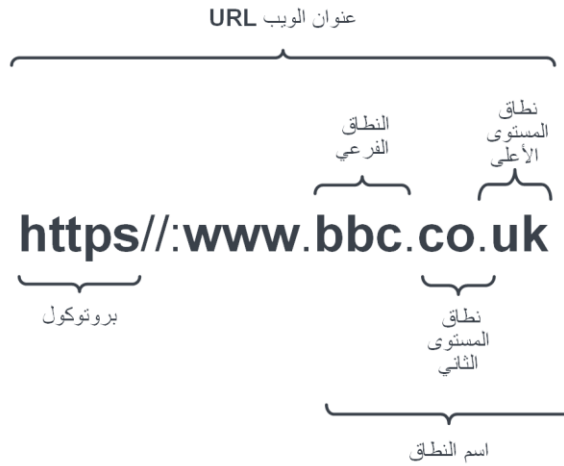 عنوان الويب URL
نطاق
المستوى
الأعلى
النطاق
الفرعي
https//:www.bbc.co.uk
بروتوكول
نطاق
المستوى
الثاني
اسم النطاق